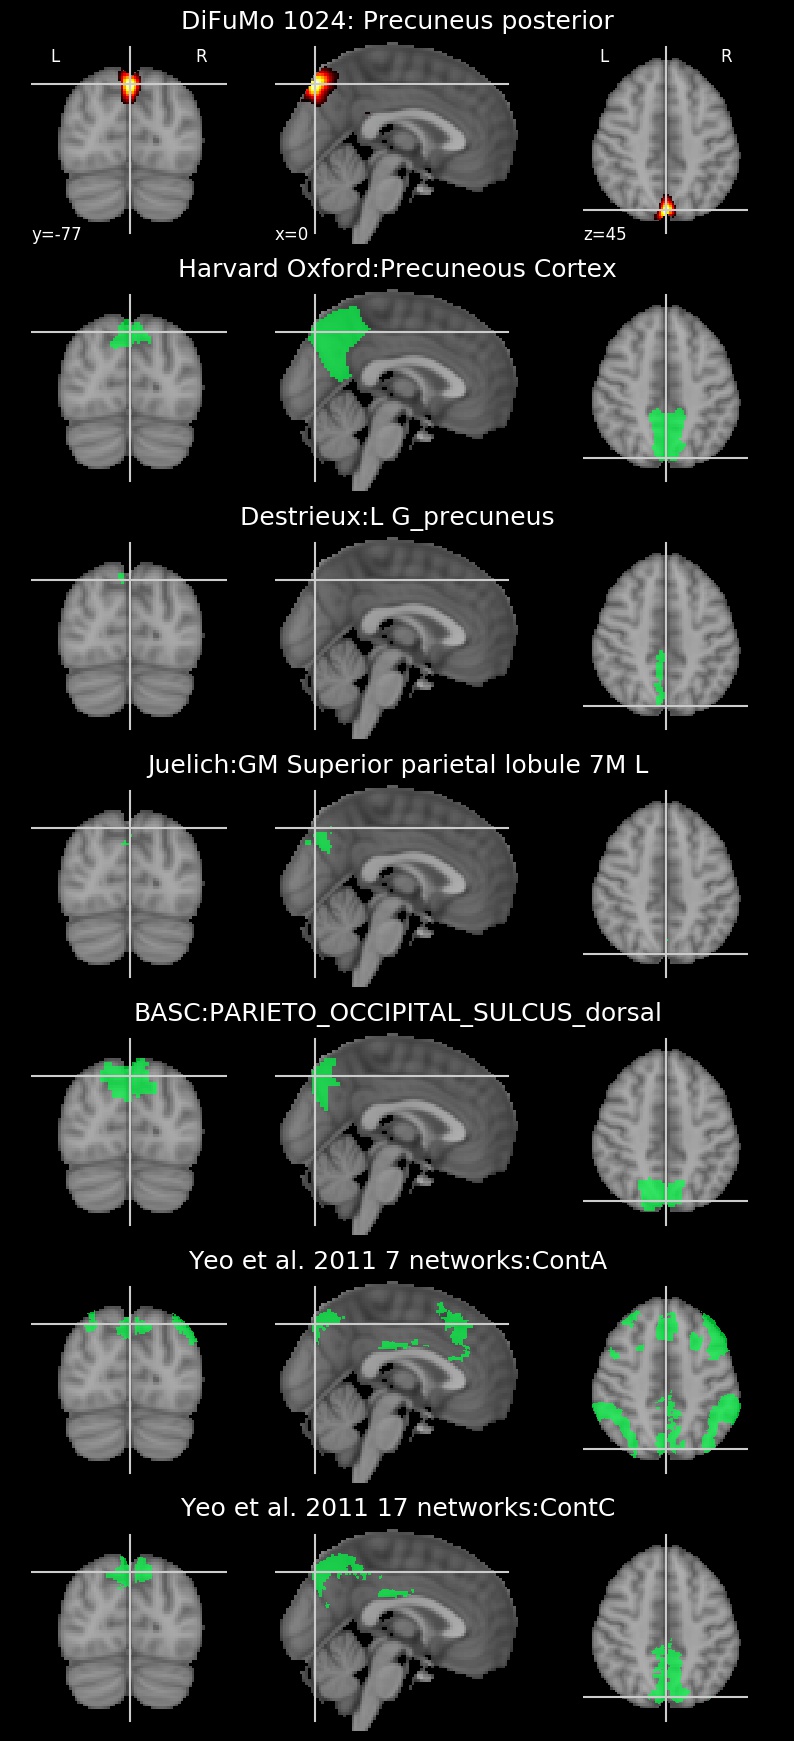 DiFuMo 1024: Precuneus posterior
L R L R
y=-77 x=0 z=45
Harvard Oxford:Precuneous Cortex
Destrieux:L G_precuneus
Juelich:GM Superior parietal lobule 7M L
BASC:PARIETO_OCCIPITAL_SULCUS_dorsal
Yeo et al. 2011 7 networks:ContA
Yeo et al. 2011 17 networks:ContC